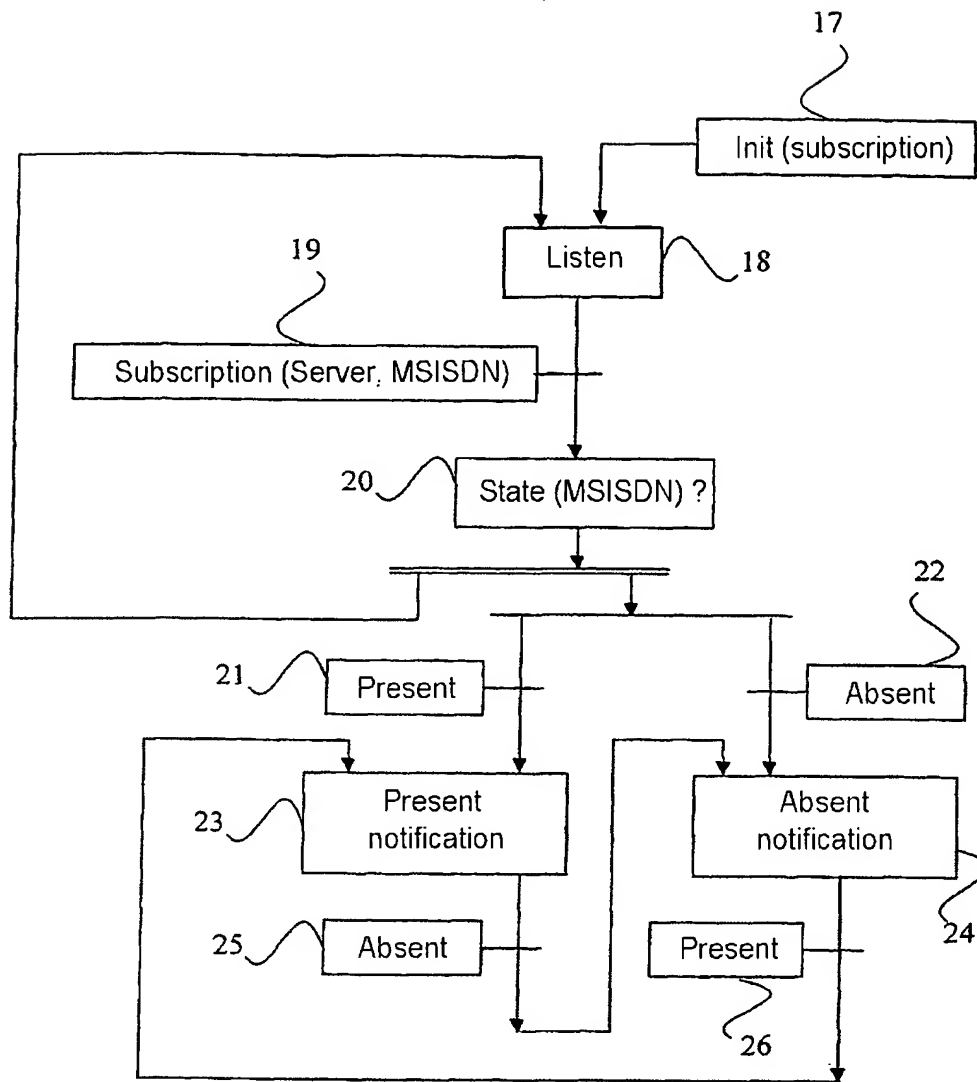 17
Init (subscription)
Listen
18
19
Subscription (Server, MSISDN)
20
State (MSISDN) ?
22
21
Present
Absent
23
Present
notification
Absent
notification
24
25
Absent
Present
26